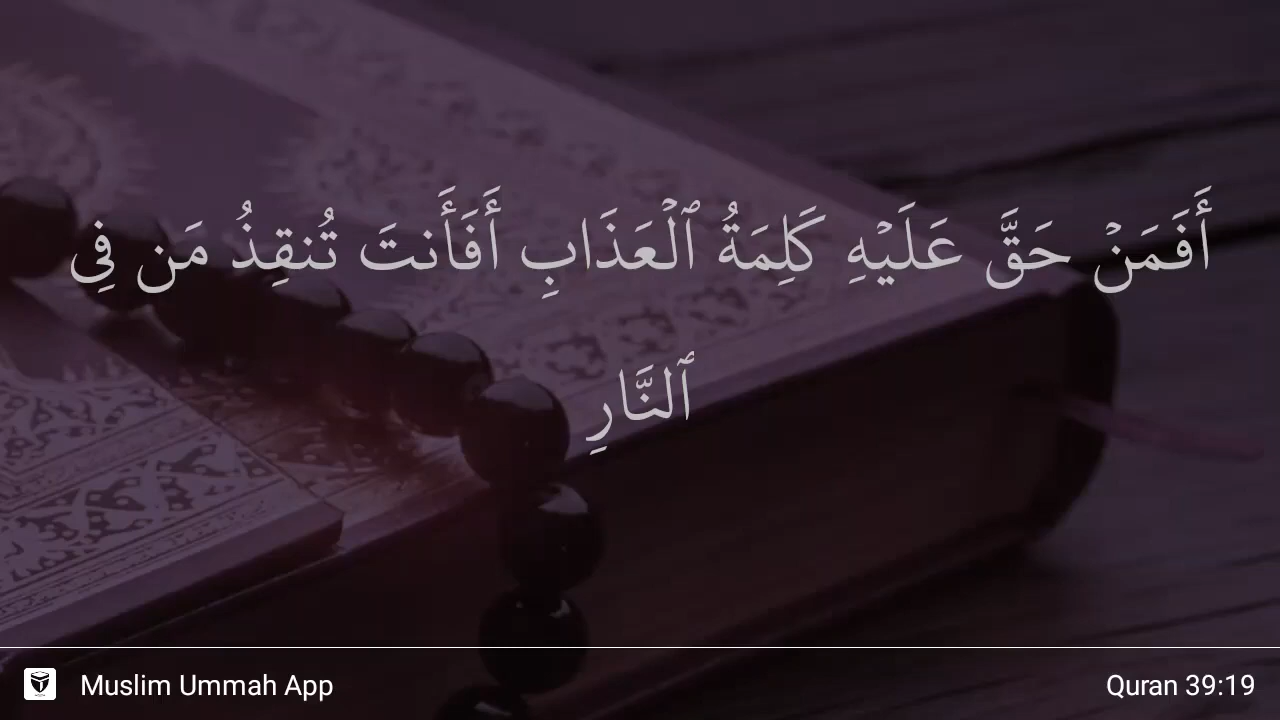 أَفَمَنۡ حَقَّ عَلَيۡهِ كَلِمَةُ ٱلۡعَذَابِ أَفَأَنتَ تُنقِذُ مَن فِى
ٱلنَّارِ
Muslim Ummah App
Quran 39:19